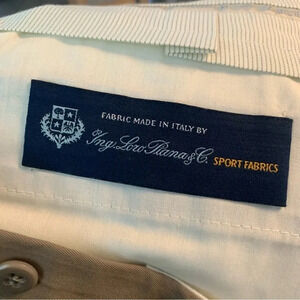 FABRIC MADE IN ITALY BY
Ing. Loro Piana & C. SPORT FABRICS